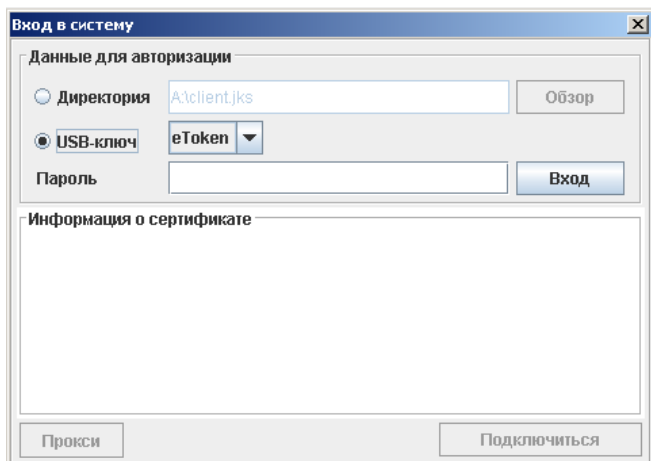 Вход в систему
Данные для авторизации
Директория A:\client.jks Обзор
USB-ключ eToken
Пароль Вход
Информация о сертификате
Прокси Подключиться